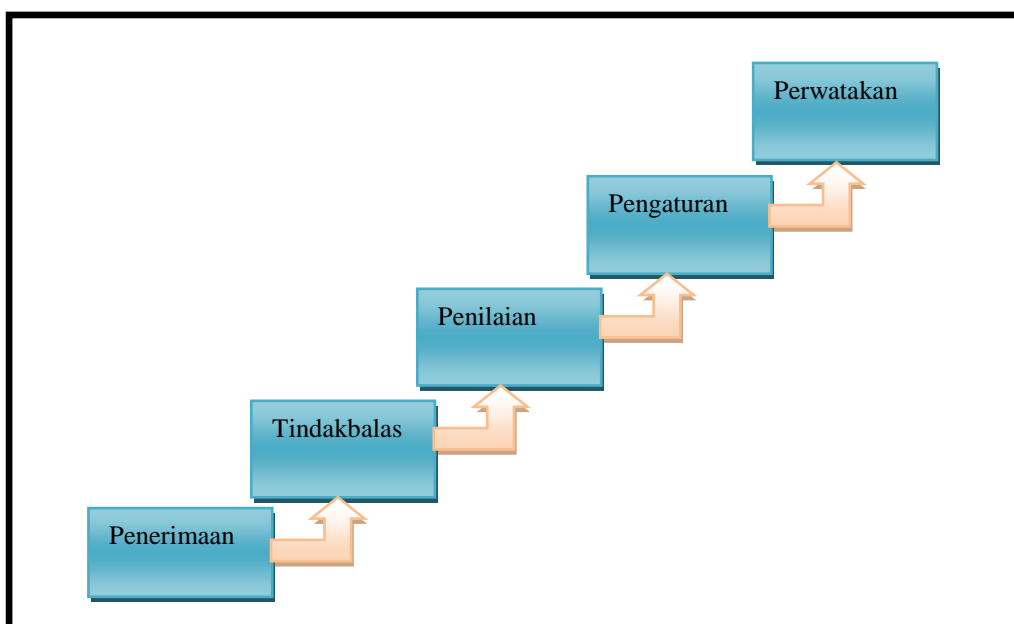 Perwatakan
Pengaturan
Penilaian
Tindakbalas
Penerimaan